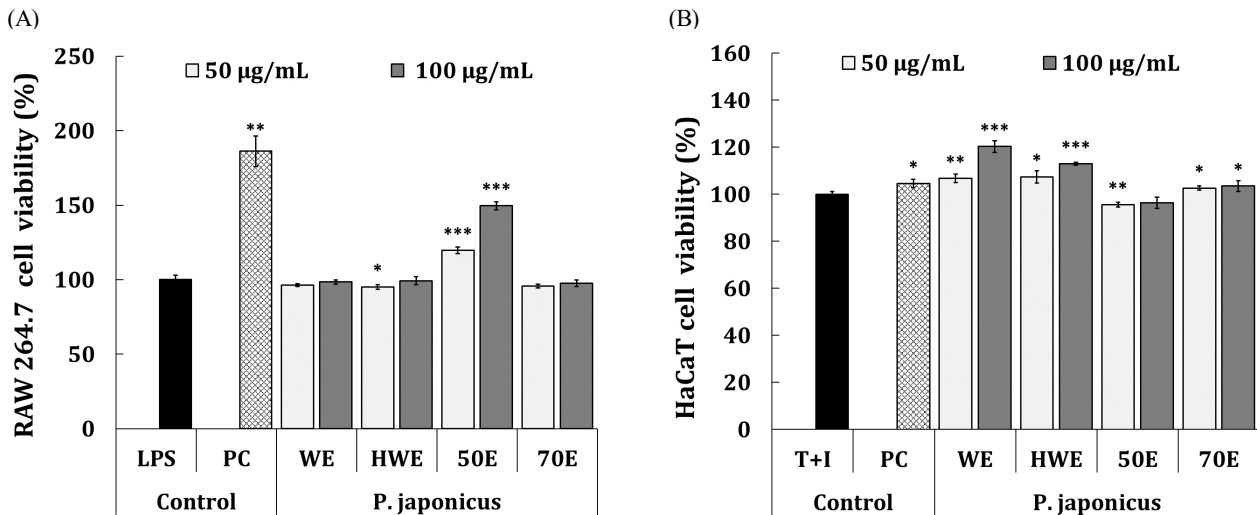 (A)
RAW 264.7 cell viability (%)
250
200
150
100
50
0
50 µg/mL 100 µg/mL
**
*
***
***
LPS PC WE HWE 50E 70E
Control P. japonicus
(B)
HaCaT cell viability (%)
160
140
120
100
80
60
40
20
0
50 µg/mL 100 µg/mL
*
**
***
*
***
**
*
*
T+I PC WE HWE 50E 70E
Control P. japonicus